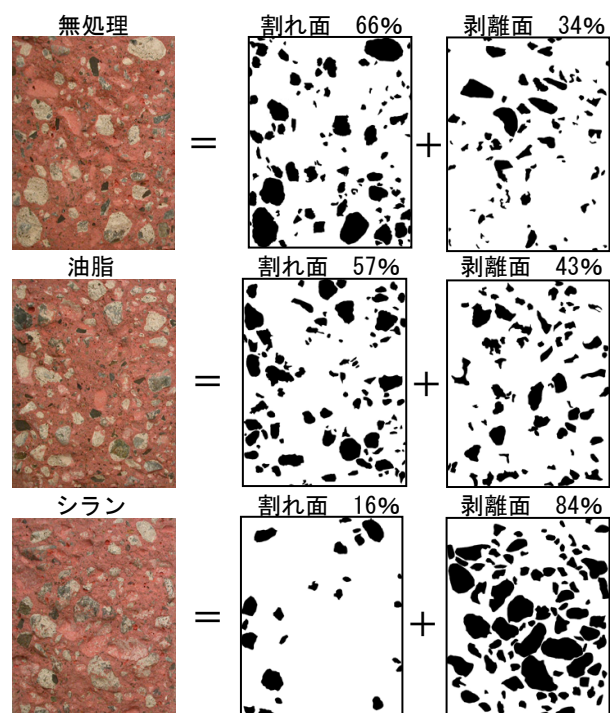 無処理 割れ面 66% 剥離面 34%
= +
油脂 割れ面 57% 剥離面 43%
= +
シラン 割れ面 16% 剥離面 84%
= +